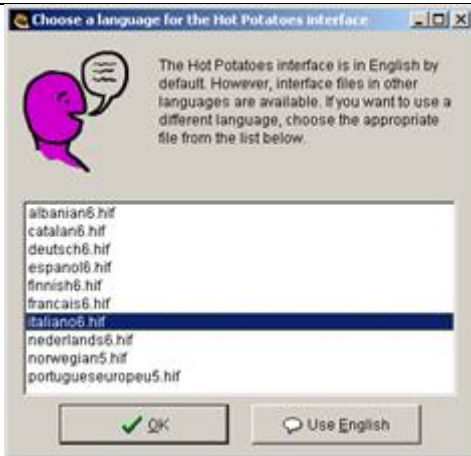 Choose a language for the Hot Potatoes interface
The Hot Potatoes interface is in English by
default. However, interface files in other
languages are available. If you want to use a
different language, choose the appropriate
file from the list below.
albanian6.hif
catalan6.hif
deutsch6.hif
espanol6.hif
finnish6.hif
francais6.hif
italiano6.hif
nederlands6.hif
norwegian5.hif
portugueseuropeu5.hif
OK
Use English